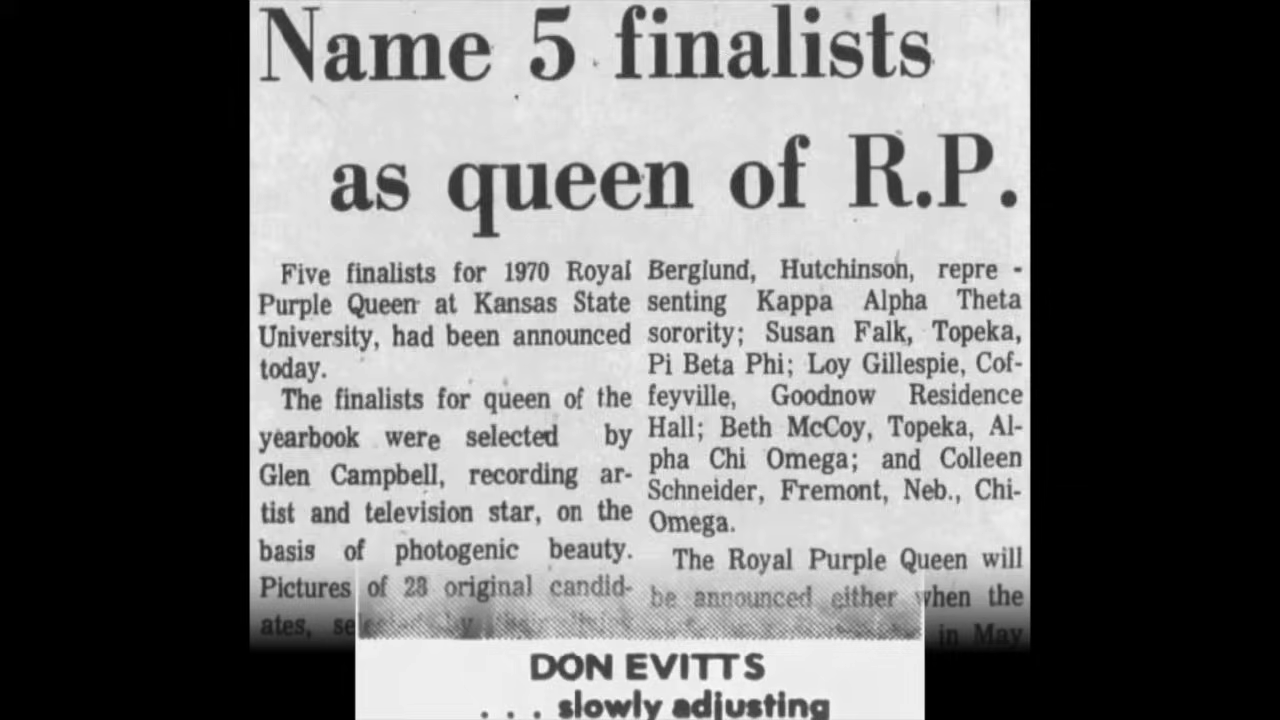 Name 5 finalists
as queen of R.P.
Five finalists for 1970 Royal
Purple Queen at Kansas State
University, had been announced
today.
The finalists for queen of the
yearbook were selected by
Glen Campbell, recording ar-
tist and television star, on the
basis of photogenic beauty.
Pictures of 28 original candid-
ates,
Berglund, Hutchinson, repre -
senting Kappa Alpha Theta
sorority; Susan Falk, Topeka,
Pi Beta Phi; Loy Gillespie, Cof-
feyville, Goodnow Residence
Hall; Beth McCoy, Topeka, Al-
pha Chi Omega; and Colleen
Schneider, Fremont, Neb., Chi-
Omega.
The Royal Purple Queen will
be announced either when the
in May
DON EVITTS
. . . slowly adjusting